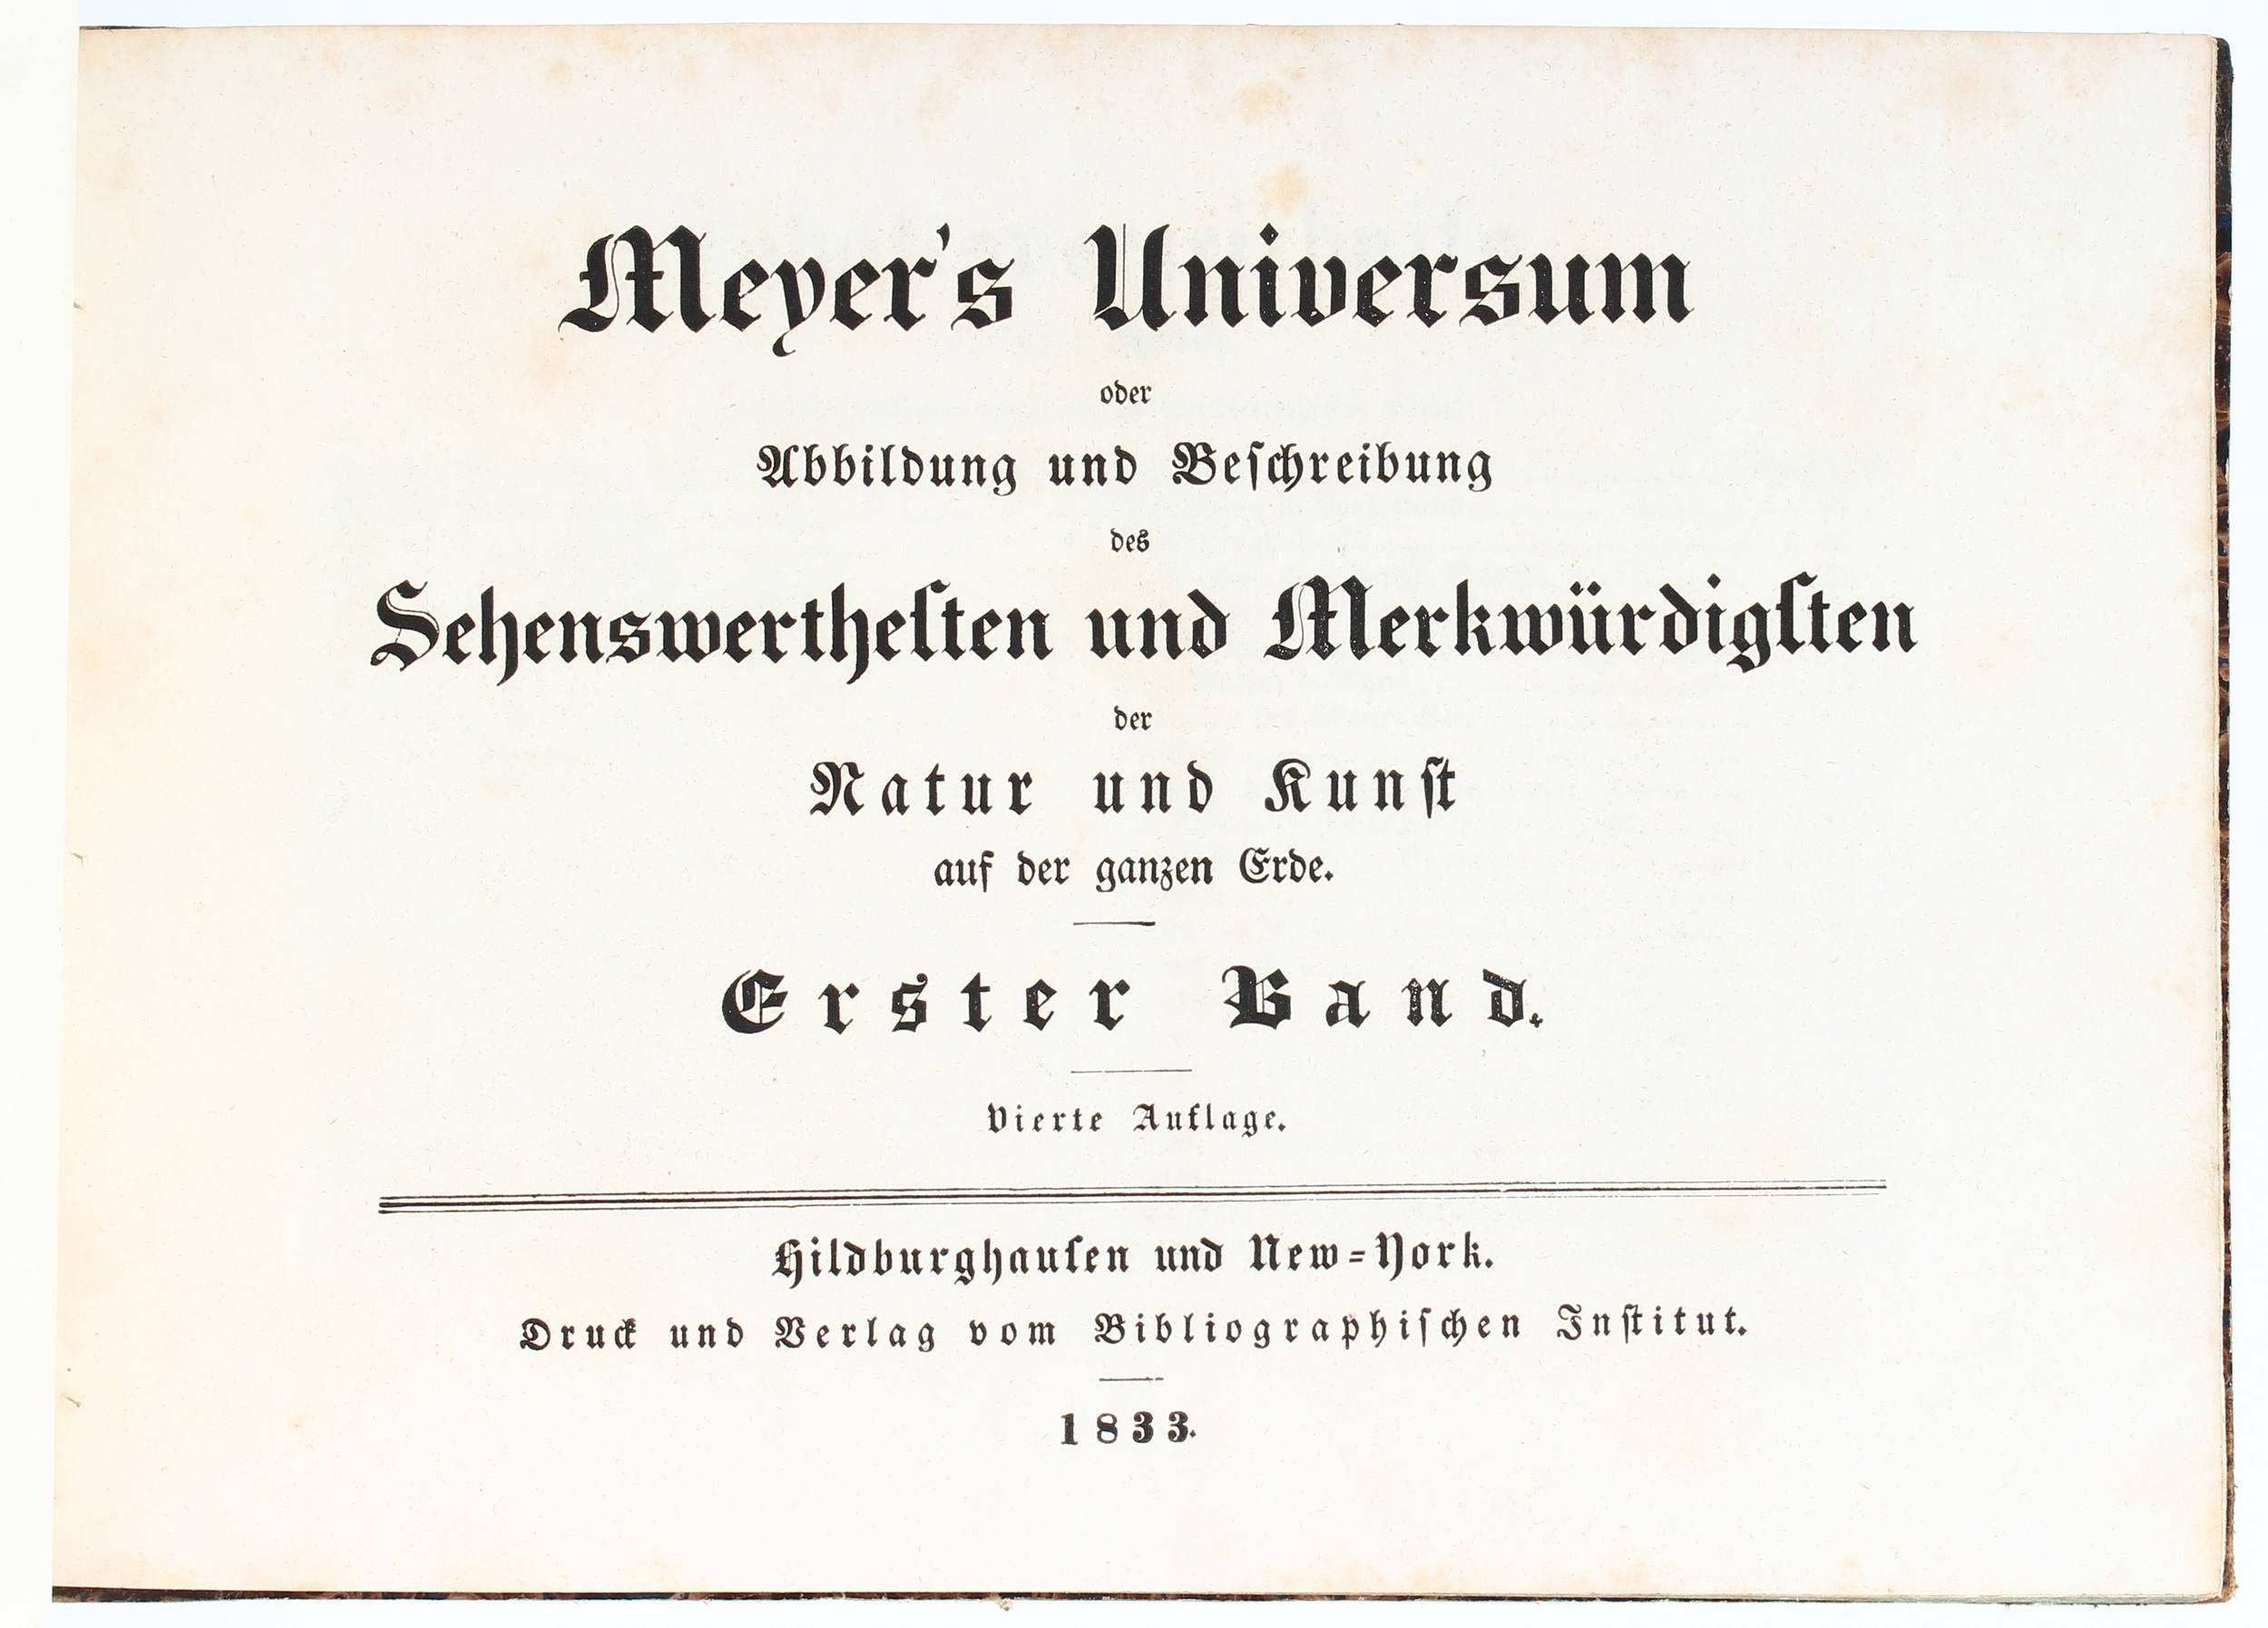 Meyer's Universum
oder
Abbildung und Beſchreibung
des
Sehenswertheſten und Merkwürdigſten
der
Natur und Kunſt
auf der ganzen Erde.
Erster Band.
Vierte Auflage.
Hildburghauſen und New-York.
Druck und Verlag vom Bibliographiſchen Inſtitut.
1833.